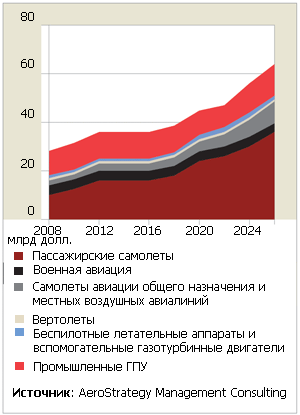 80
60
40
20
0
2008 2012 2016 2020 2024
млрд долл.
Пассажирские самолеты
Военная авиация
Самолеты авиации общего назначения и
местных воздушных авиалиний
Вертолеты
Беспилотные летательные аппараты и
вспомогательные газотурбинные двигатели
Промышленные ГПУ
Источник: AeroStrategy Management Consulting